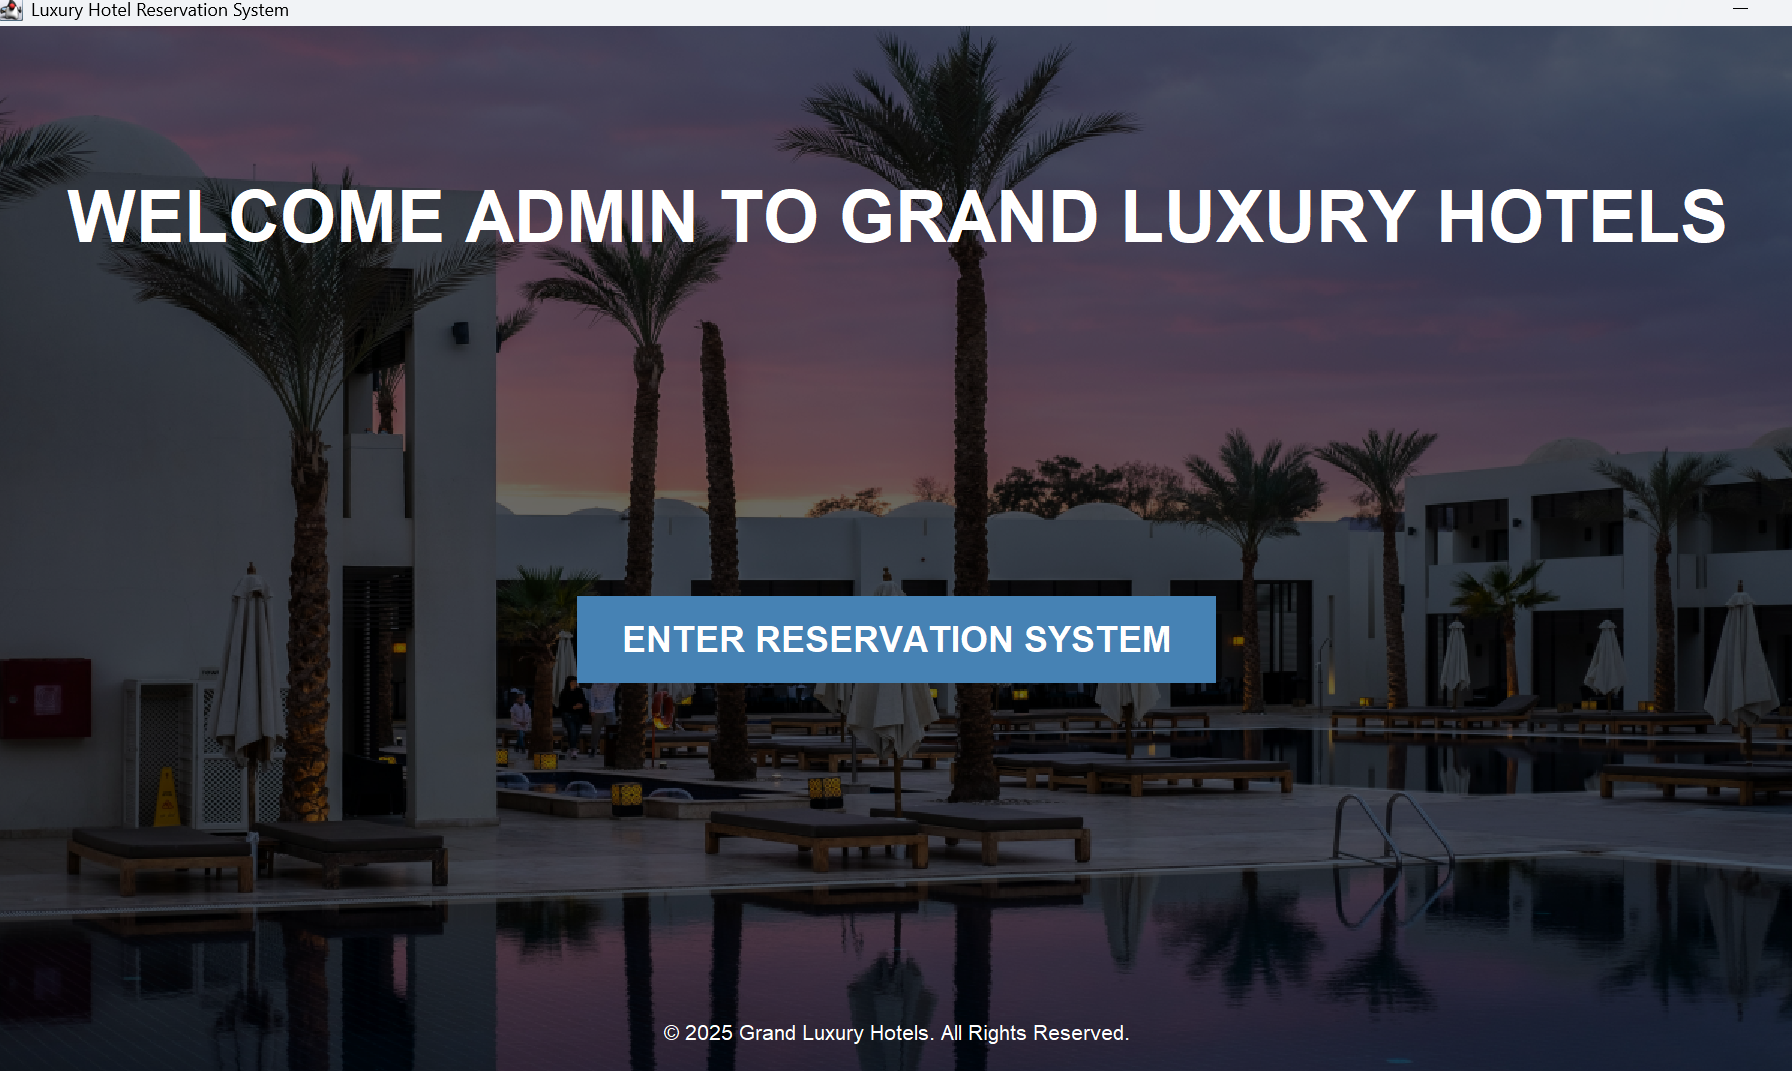 Luxury Hotel Reservation System
WELCOME ADMIN TO GRAND LUXURY HOTELS
ENTER RESERVATION SYSTEM
© 2025 Grand Luxury Hotels. All Rights Reserved.